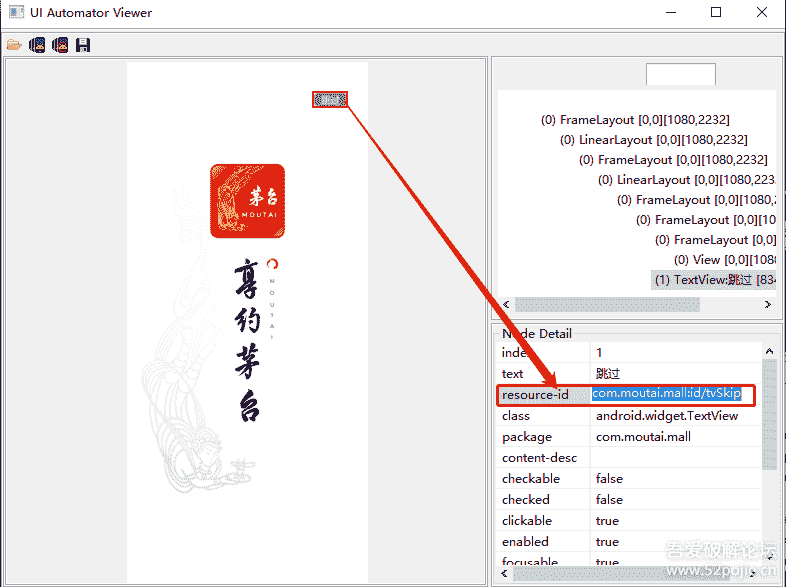 UI Automator Viewer
茅台
MOUTAI
享约茅台
MOUTAI
(0) FrameLayout [0,0][1080,2232]
(0) LinearLayout [0,0][1080,2232]
(0) FrameLayout [0,0][1080,2232]
(0) LinearLayout [0,0][1080,223
(0) FrameLayout [0,0][1080,
(0) FrameLayout [0,0][10
(0) FrameLayout [0,0]
(0) View [0,0][1080
(1) TextView:跳过 [834
Node Detail
index 1
text 跳过
resource-id com.moutai.mall:id/tvSkip
class android.widget.TextView
package com.moutai.mall
content-desc
checkable false
checked false
clickable true
enabled true
focusable true
吾爱破解论坛
www.52pojie.cn